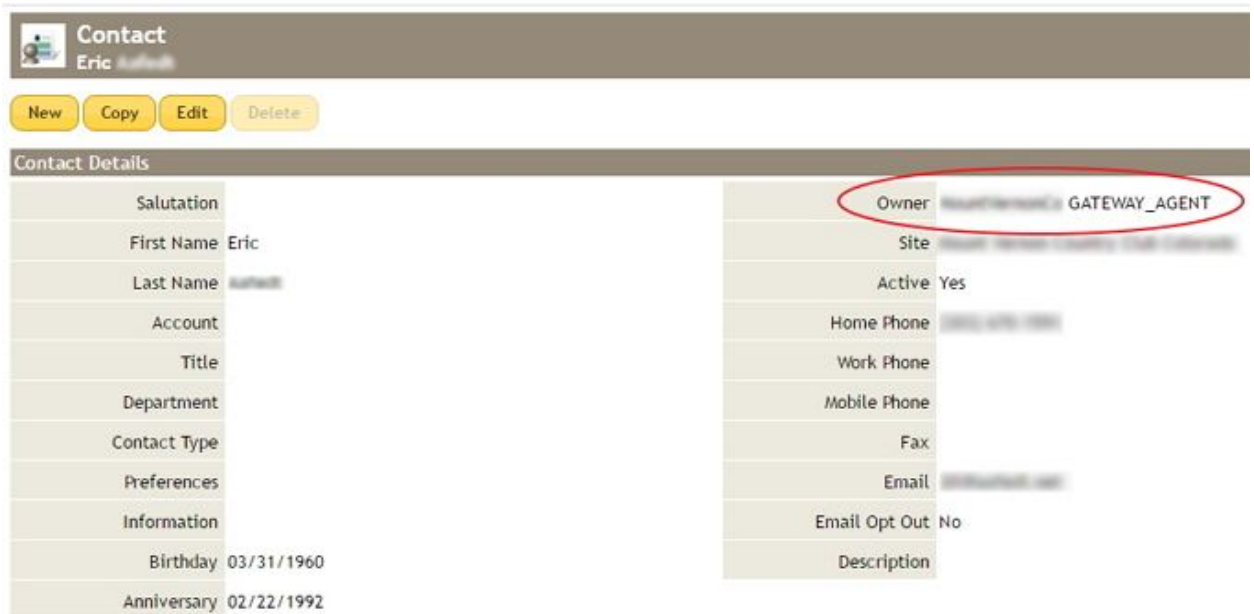 Contact
Eric
New Copy Edit Delete
Contact Details
Salutation
First Name Eric
Last Name
Account
Title
Department
Contact Type
Preferences
Information
Birthday 03/31/1960
Anniversary 02/22/1992
Owner GATEWAY_AGENT
Site
Active Yes
Home Phone
Work Phone
Mobile Phone
Fax
Email
Email Opt Out No
Description